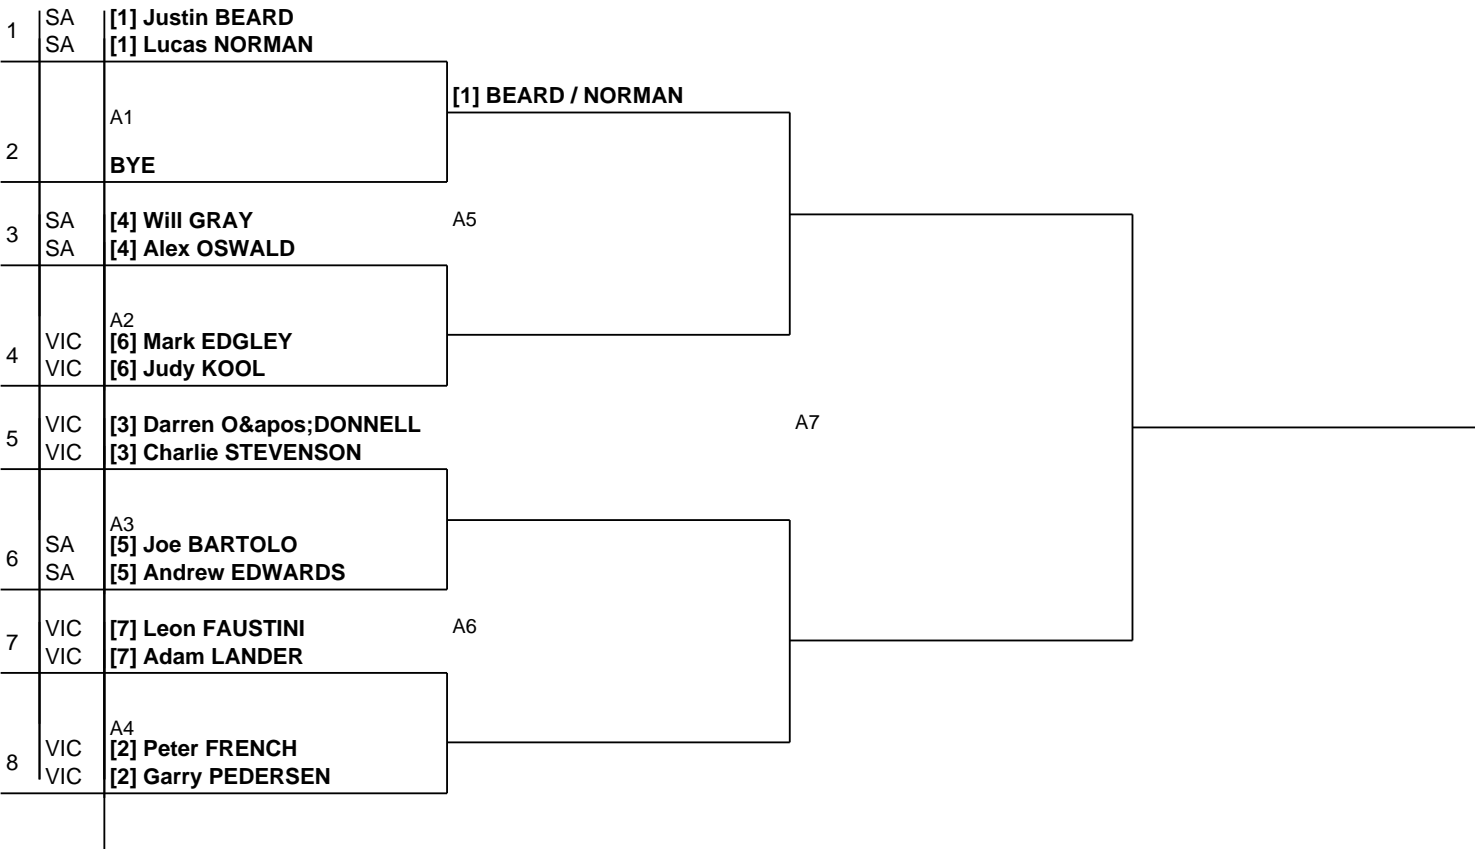 1 SA [1] Justin BEARD
SA [1] Lucas NORMAN
[1] BEARD / NORMAN
A1
2 BYE
3 SA [4] Will GRAY
SA [4] Alex OSWALD
A5
A2
4 VIC [6] Mark EDGLEY
VIC [6] Judy KOOL
5 VIC [3] Darren O&apos;DONNELL
VIC [3] Charlie STEVENSON
A7
A3
6 SA [5] Joe BARTOLO
SA [5] Andrew EDWARDS
7 VIC [7] Leon FAUSTINI
VIC [7] Adam LANDER
A6
A4
8 VIC [2] Peter FRENCH
VIC [2] Garry PEDERSEN